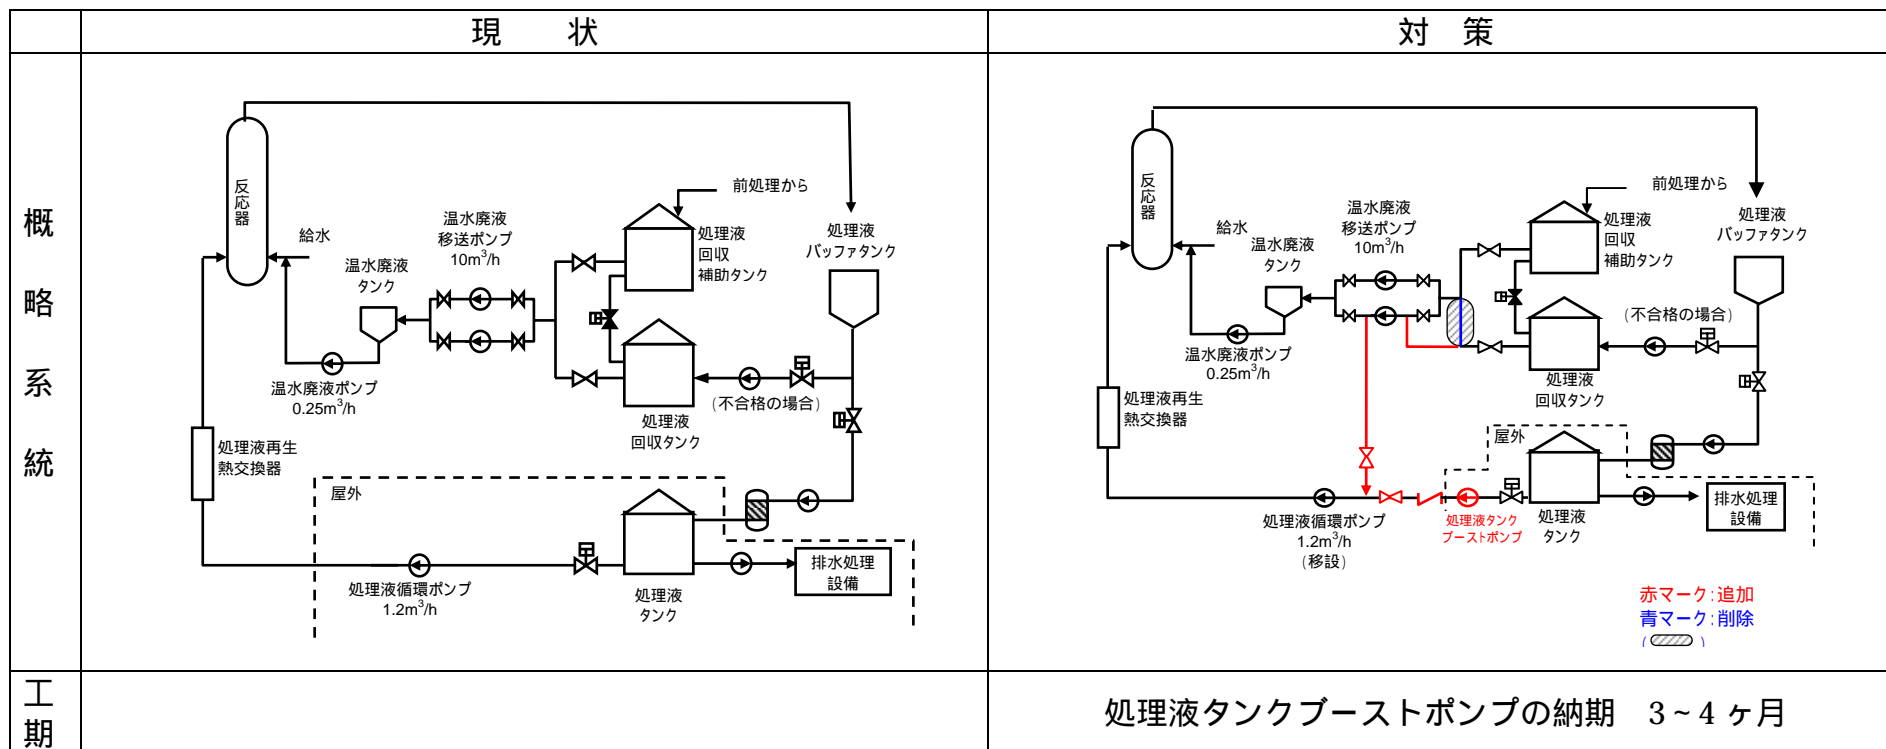 現　状
対　策
概略系統
反応器
給水
温水廃液
タンク
温水廃液
移送ポンプ
10m³/h
前処理から
処理液
回収
補助タンク
処理液
バッファタンク
温水廃液ポンプ
0.25m³/h
(不合格の場合)
処理液
回収タンク
処理液再生
熱交換器
屋外
処理液循環ポンプ
1.2m³/h
処理液
タンク
排水処理
設備
反応器
給水
温水廃液
タンク
温水廃液
移送ポンプ
10m³/h
前処理から
処理液
回収
補助タンク
処理液
バッファタンク
(不合格の場合)
温水廃液ポンプ
0.25m³/h
処理液
回収タンク
処理液再生
熱交換器
屋外
処理液循環ポンプ
1.2m³/h
(移設)
処理液タンク
ブーストポンプ
処理液
タンク
排水処理
設備
赤マーク:追加
青マーク:削除
( )
工期
処理液タンクブーストポンプの納期　3~4ヶ月